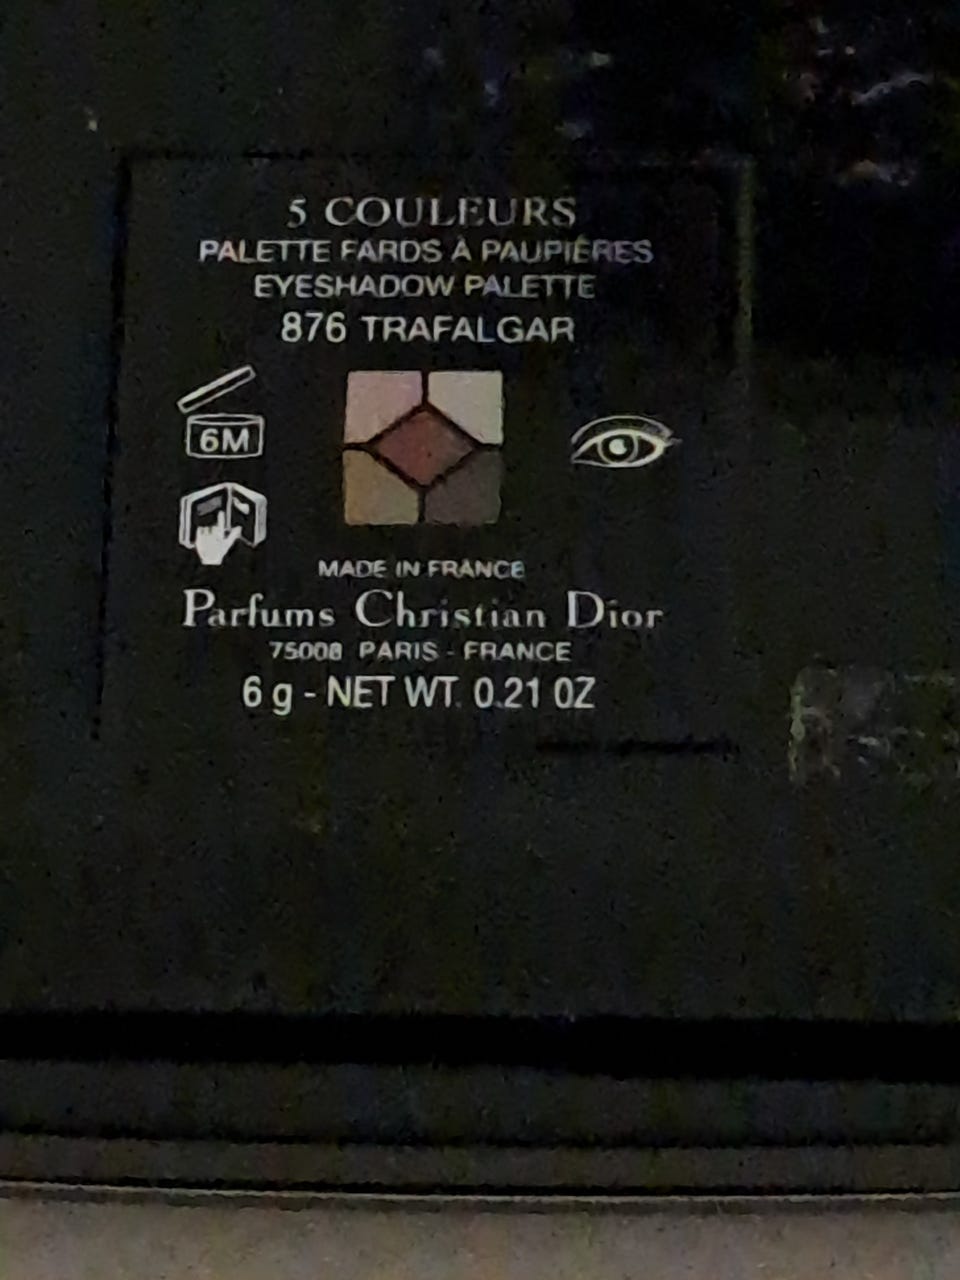 5 COULEURS
PALETTE FARDS À PAUPIÈRES
EYESHADOW PALETTE
876 TRAFALGAR
6M
MADE IN FRANCE
Parfums Christian Dior
75008 PARIS - FRANCE
6 g - NET WT. 0.21 OZ